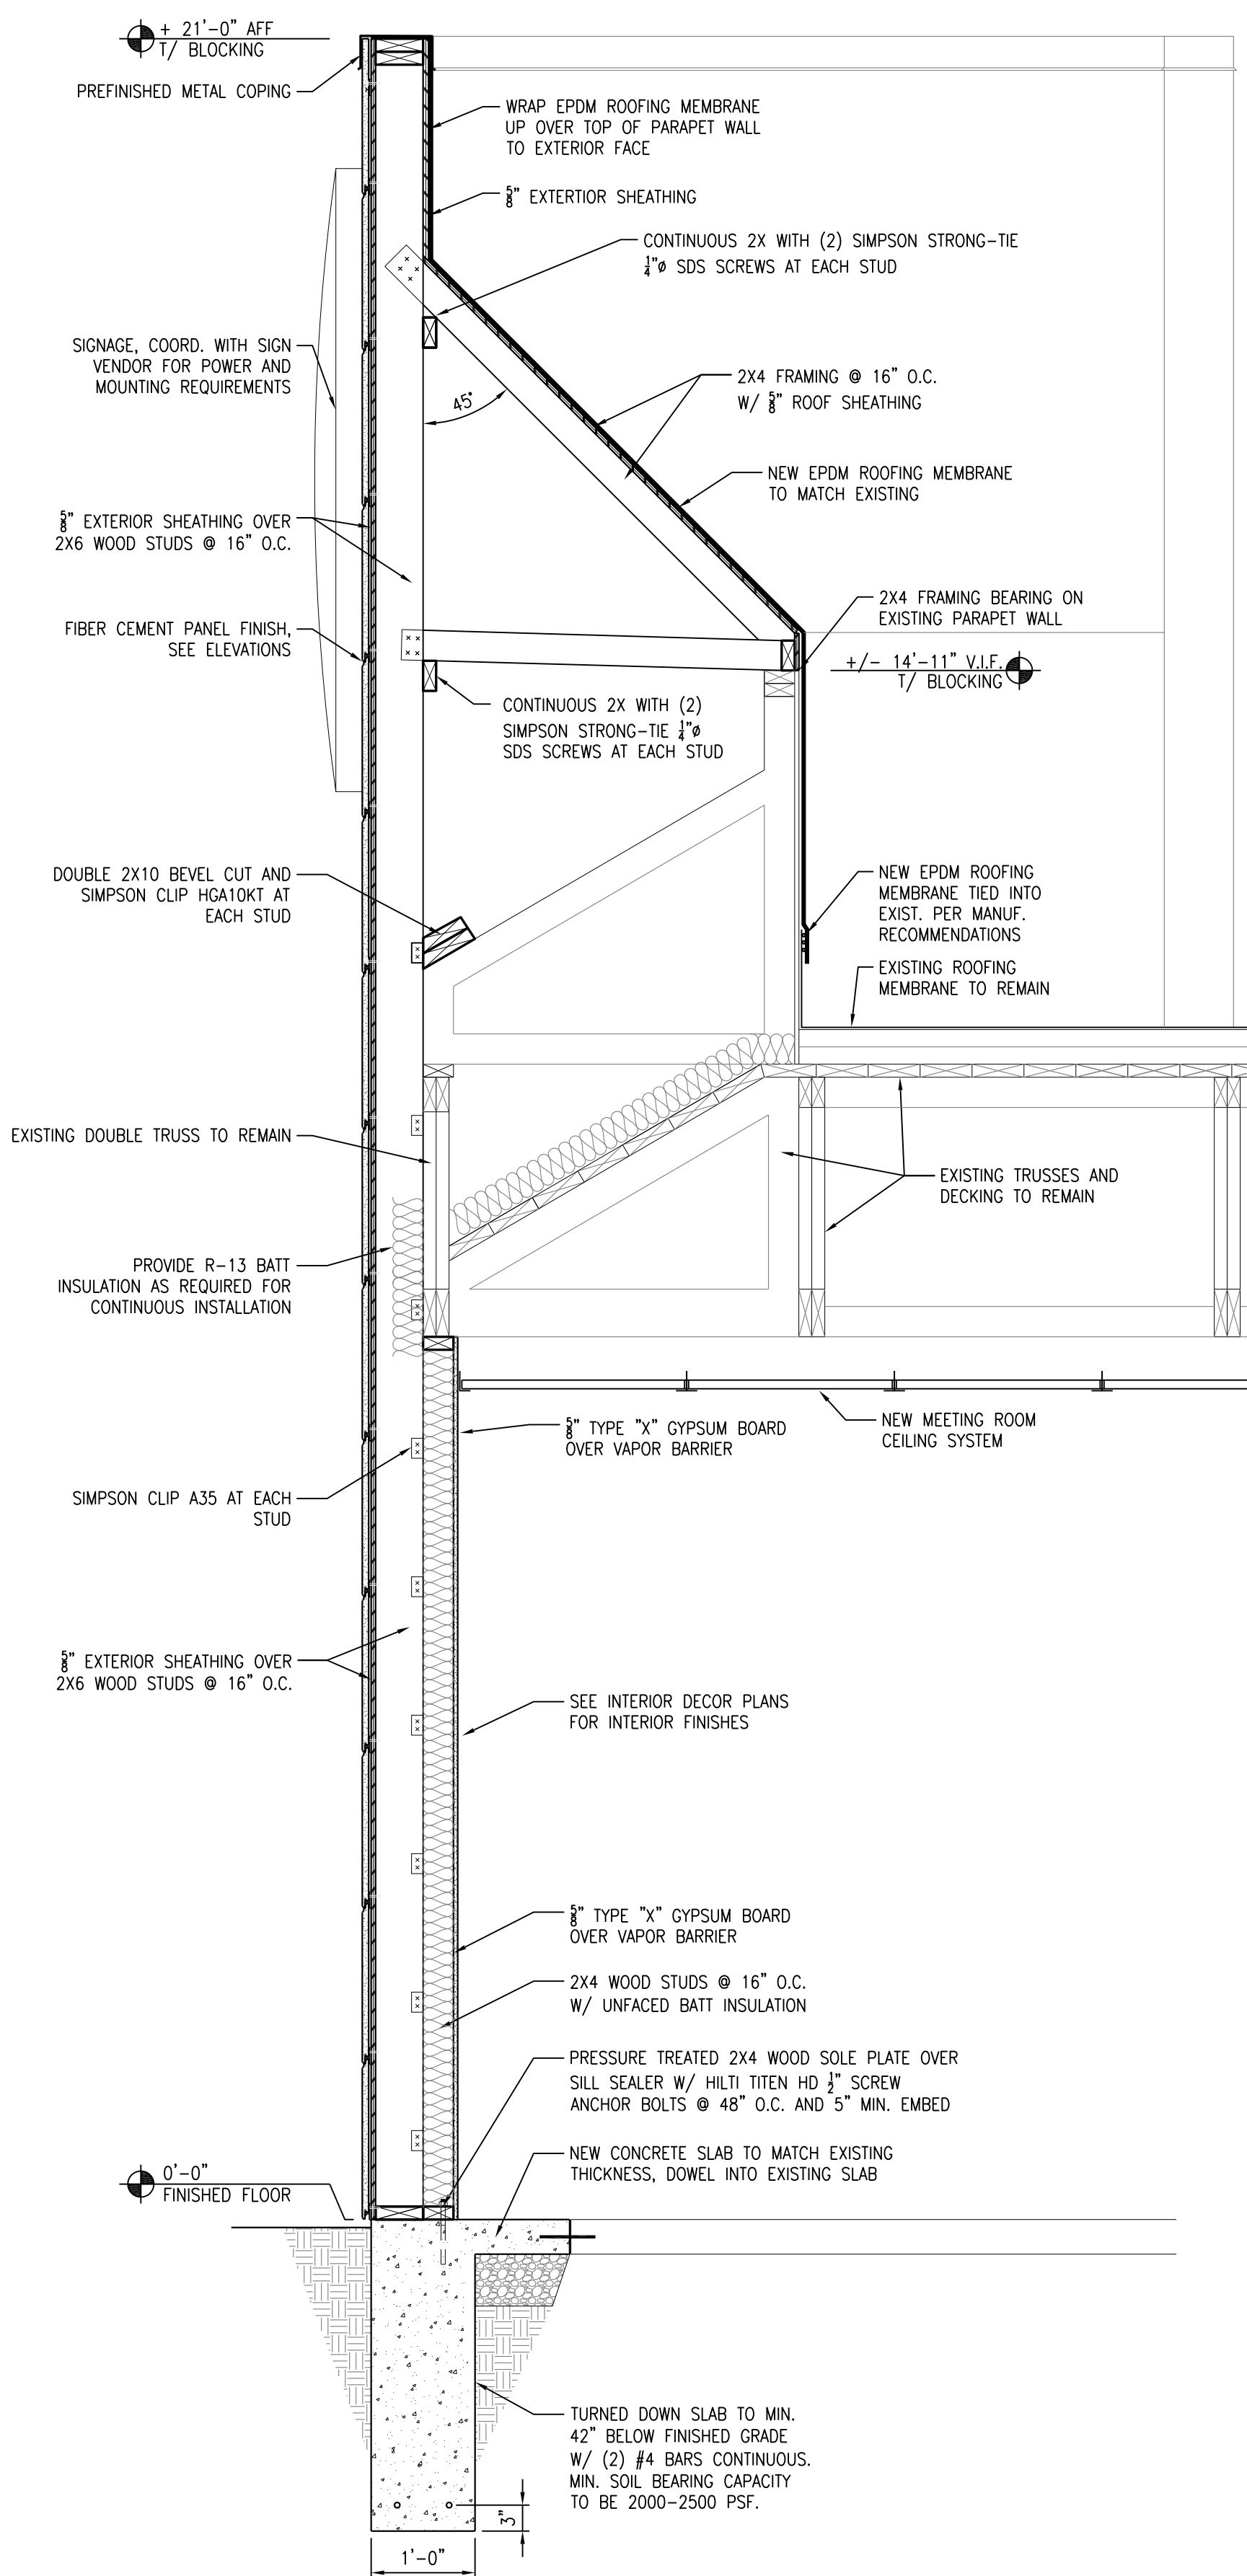 + 21'-0" AFF
T/ BLOCKING
PREFINISHED METAL COPING
WRAP EPDM ROOFING MEMBRANE
UP OVER TOP OF PARAPET WALL
TO EXTERIOR FACE
5/8" EXTERTIOR SHEATHING
CONTINUOUS 2X WITH (2) SIMPSON STRONG-TIE
1/4"ø SDS SCREWS AT EACH STUD
SIGNAGE, COORD. WITH SIGN
VENDOR FOR POWER AND
MOUNTING REQUIREMENTS
45°
2X4 FRAMING @ 16" O.C.
W/ 5/8" ROOF SHEATHING
NEW EPDM ROOFING MEMBRANE
TO MATCH EXISTING
5/8" EXTERIOR SHEATHING OVER
2X6 WOOD STUDS @ 16" O.C.
2X4 FRAMING BEARING ON
EXISTING PARAPET WALL
FIBER CEMENT PANEL FINISH,
SEE ELEVATIONS
+/- 14'-11" V.I.F.
T/ BLOCKING
CONTINUOUS 2X WITH (2)
SIMPSON STRONG-TIE 1/4"ø
SDS SCREWS AT EACH STUD
DOUBLE 2X10 BEVEL CUT AND
SIMPSON CLIP HGA10KT AT
EACH STUD
NEW EPDM ROOFING
MEMBRANE TIED INTO
EXIST. PER MANUF.
RECOMMENDATIONS
EXISTING ROOFING
MEMBRANE TO REMAIN
EXISTING DOUBLE TRUSS TO REMAIN
EXISTING TRUSSES AND
DECKING TO REMAIN
PROVIDE R-13 BATT
INSULATION AS REQUIRED FOR
CONTINUOUS INSTALLATION
5/8" TYPE "X" GYPSUM BOARD
OVER VAPOR BARRIER
NEW MEETING ROOM
CEILING SYSTEM
SIMPSON CLIP A35 AT EACH
STUD
5/8" EXTERIOR SHEATHING OVER
2X6 WOOD STUDS @ 16" O.C.
SEE INTERIOR DECOR PLANS
FOR INTERIOR FINISHES
5/8" TYPE "X" GYPSUM BOARD
OVER VAPOR BARRIER
2X4 WOOD STUDS @ 16" O.C.
W/ UNFACED BATT INSULATION
PRESSURE TREATED 2X4 WOOD SOLE PLATE OVER
SILL SEALER W/ HILTI TITEN HD 1/2" SCREW
ANCHOR BOLTS @ 48" O.C. AND 5" MIN. EMBED
NEW CONCRETE SLAB TO MATCH EXISTING
THICKNESS, DOWEL INTO EXISTING SLAB
0'-0"
FINISHED FLOOR
TURNED DOWN SLAB TO MIN.
42" BELOW FINISHED GRADE
W/ (2) #4 BARS CONTINUOUS.
MIN. SOIL BEARING CAPACITY
TO BE 2000-2500 PSF.
3"
1'-0"